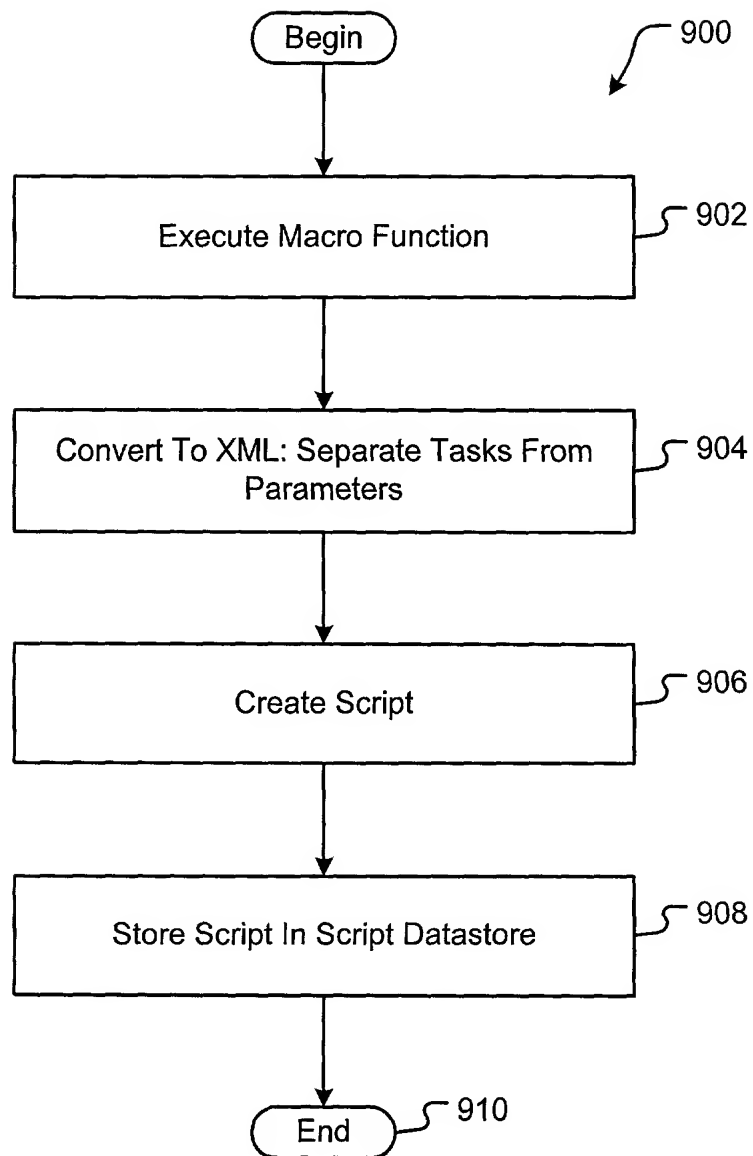 Begin
900
Execute Macro Function
902
Convert To XML: Separate Tasks From
Parameters
904
Create Script
906
Store Script In Script Datastore
908
End
910